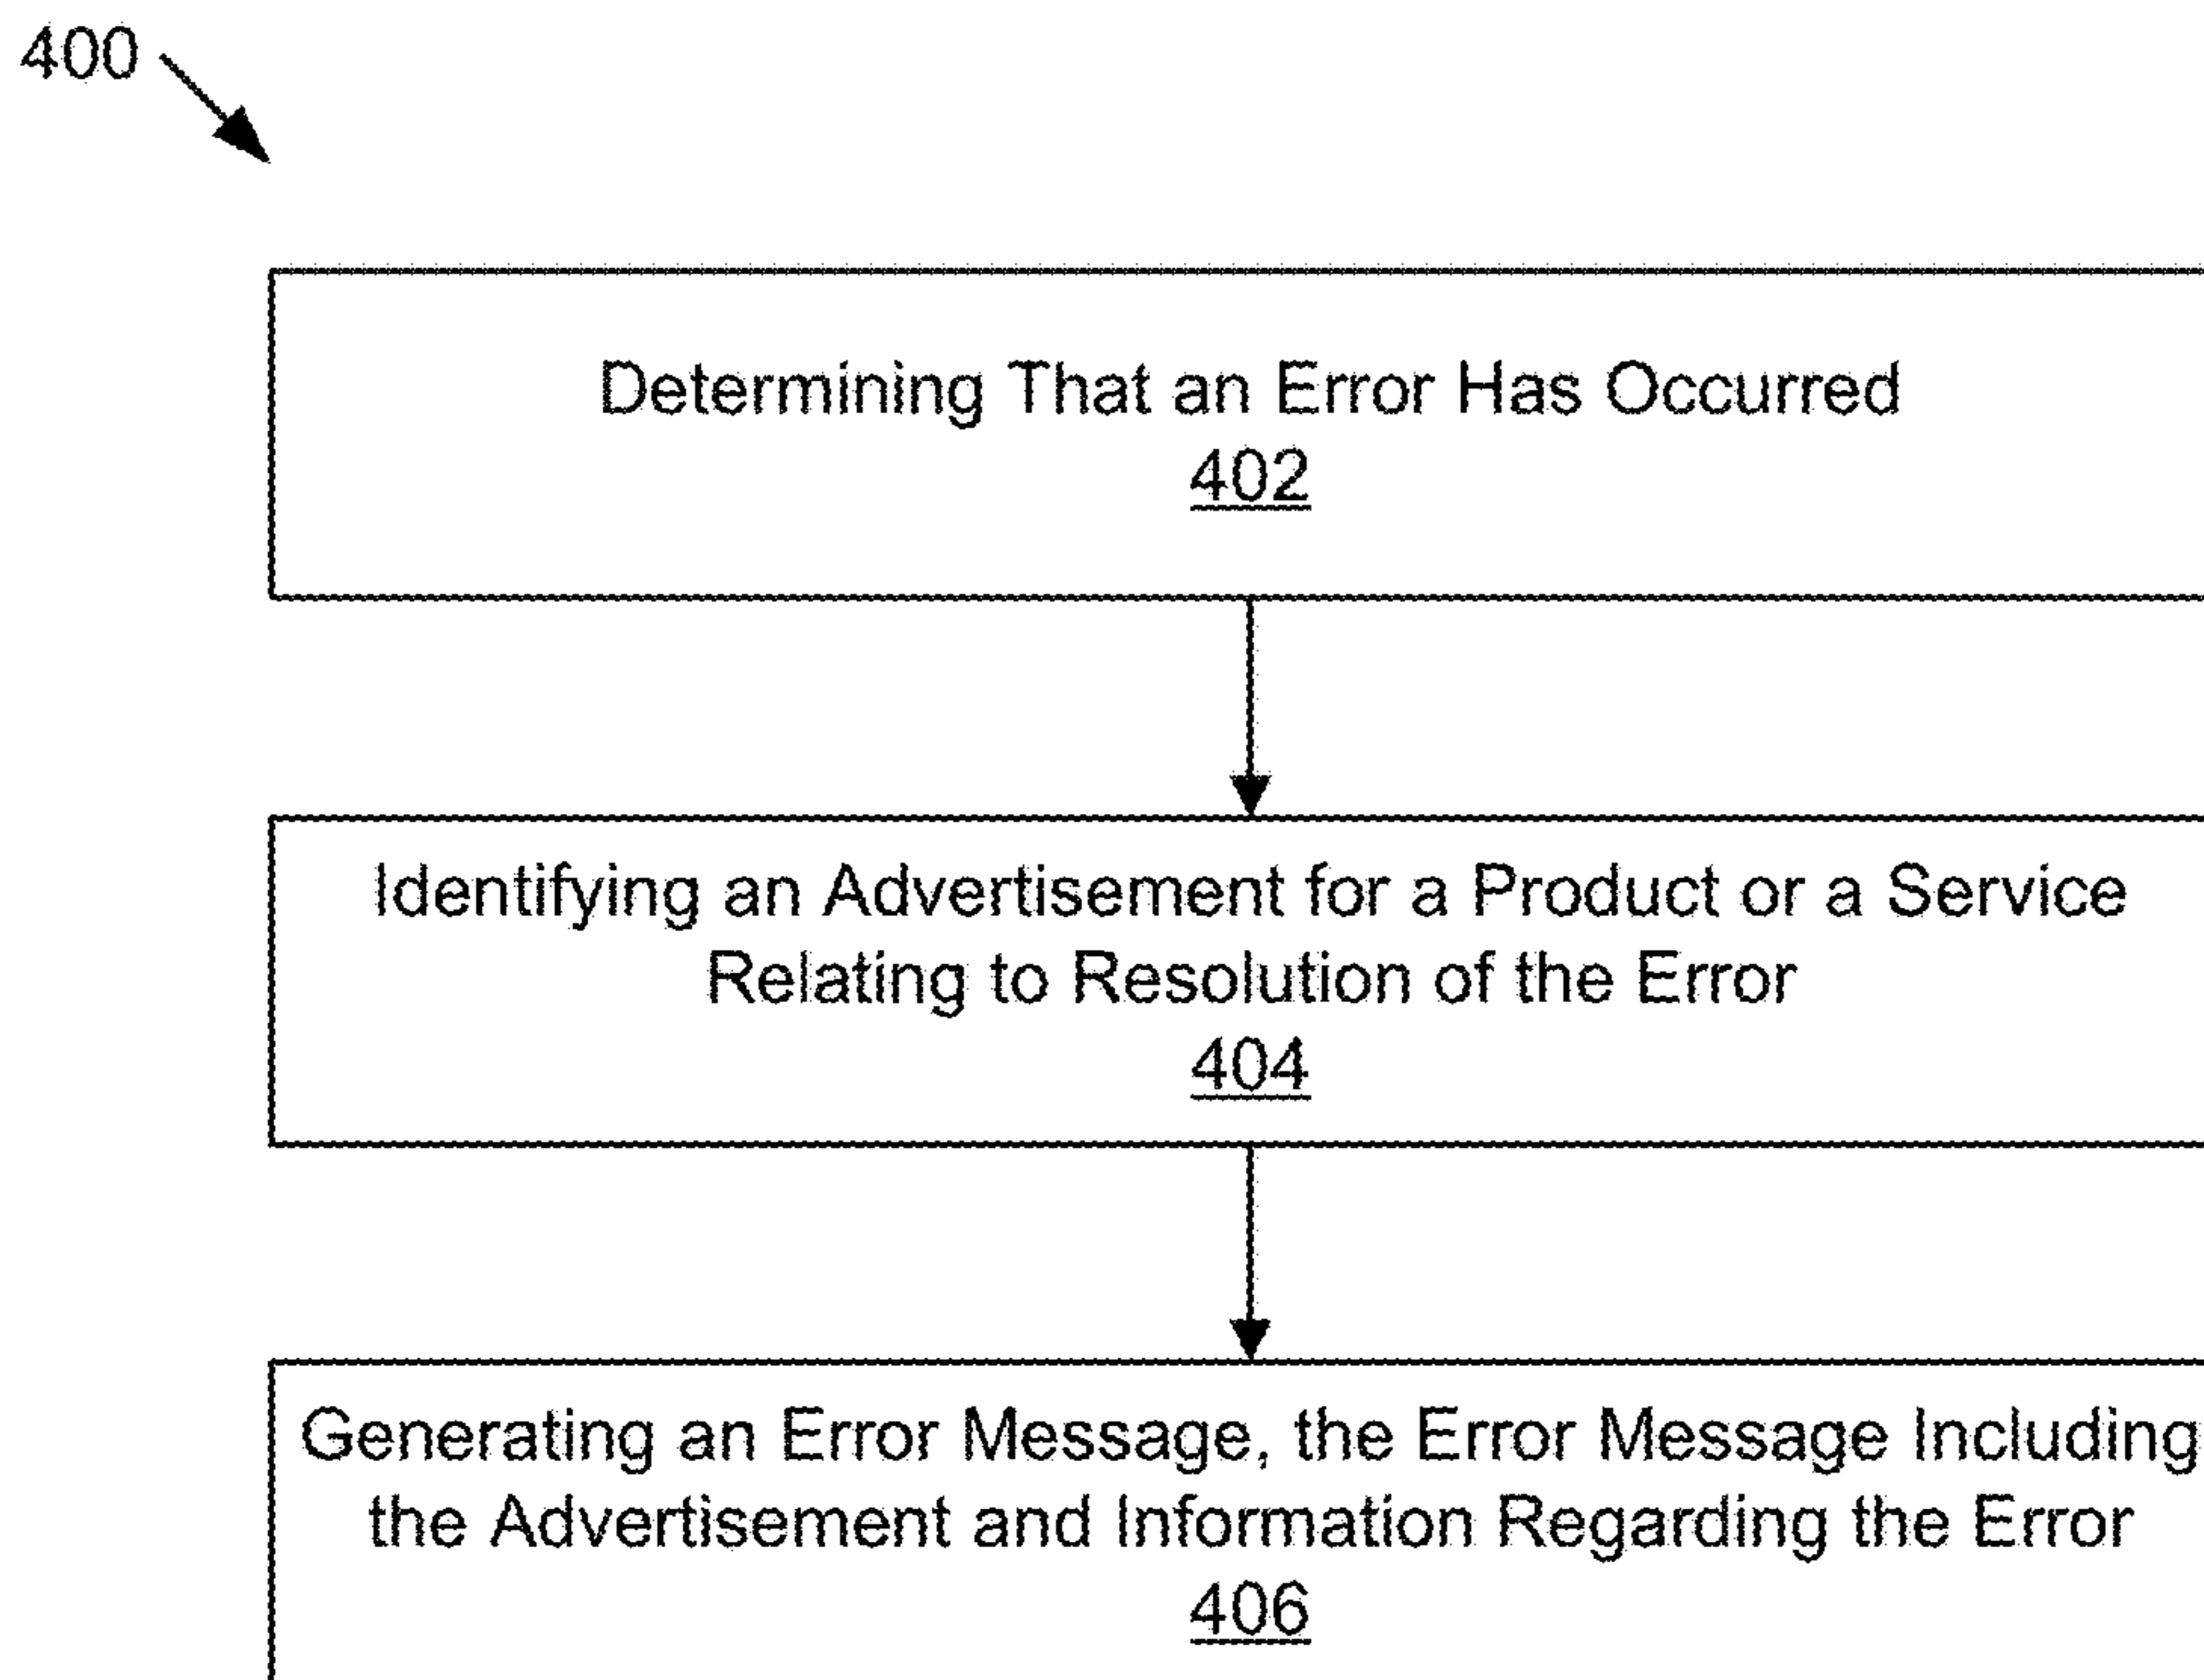 400
Determining That an Error Has Occurred
402
Identifying an Advertisement for a Product or a Service
Relating to Resolution of the Error
404
Generating an Error Message, the Error Message Including
the Advertisement and Information Regarding the Error
406